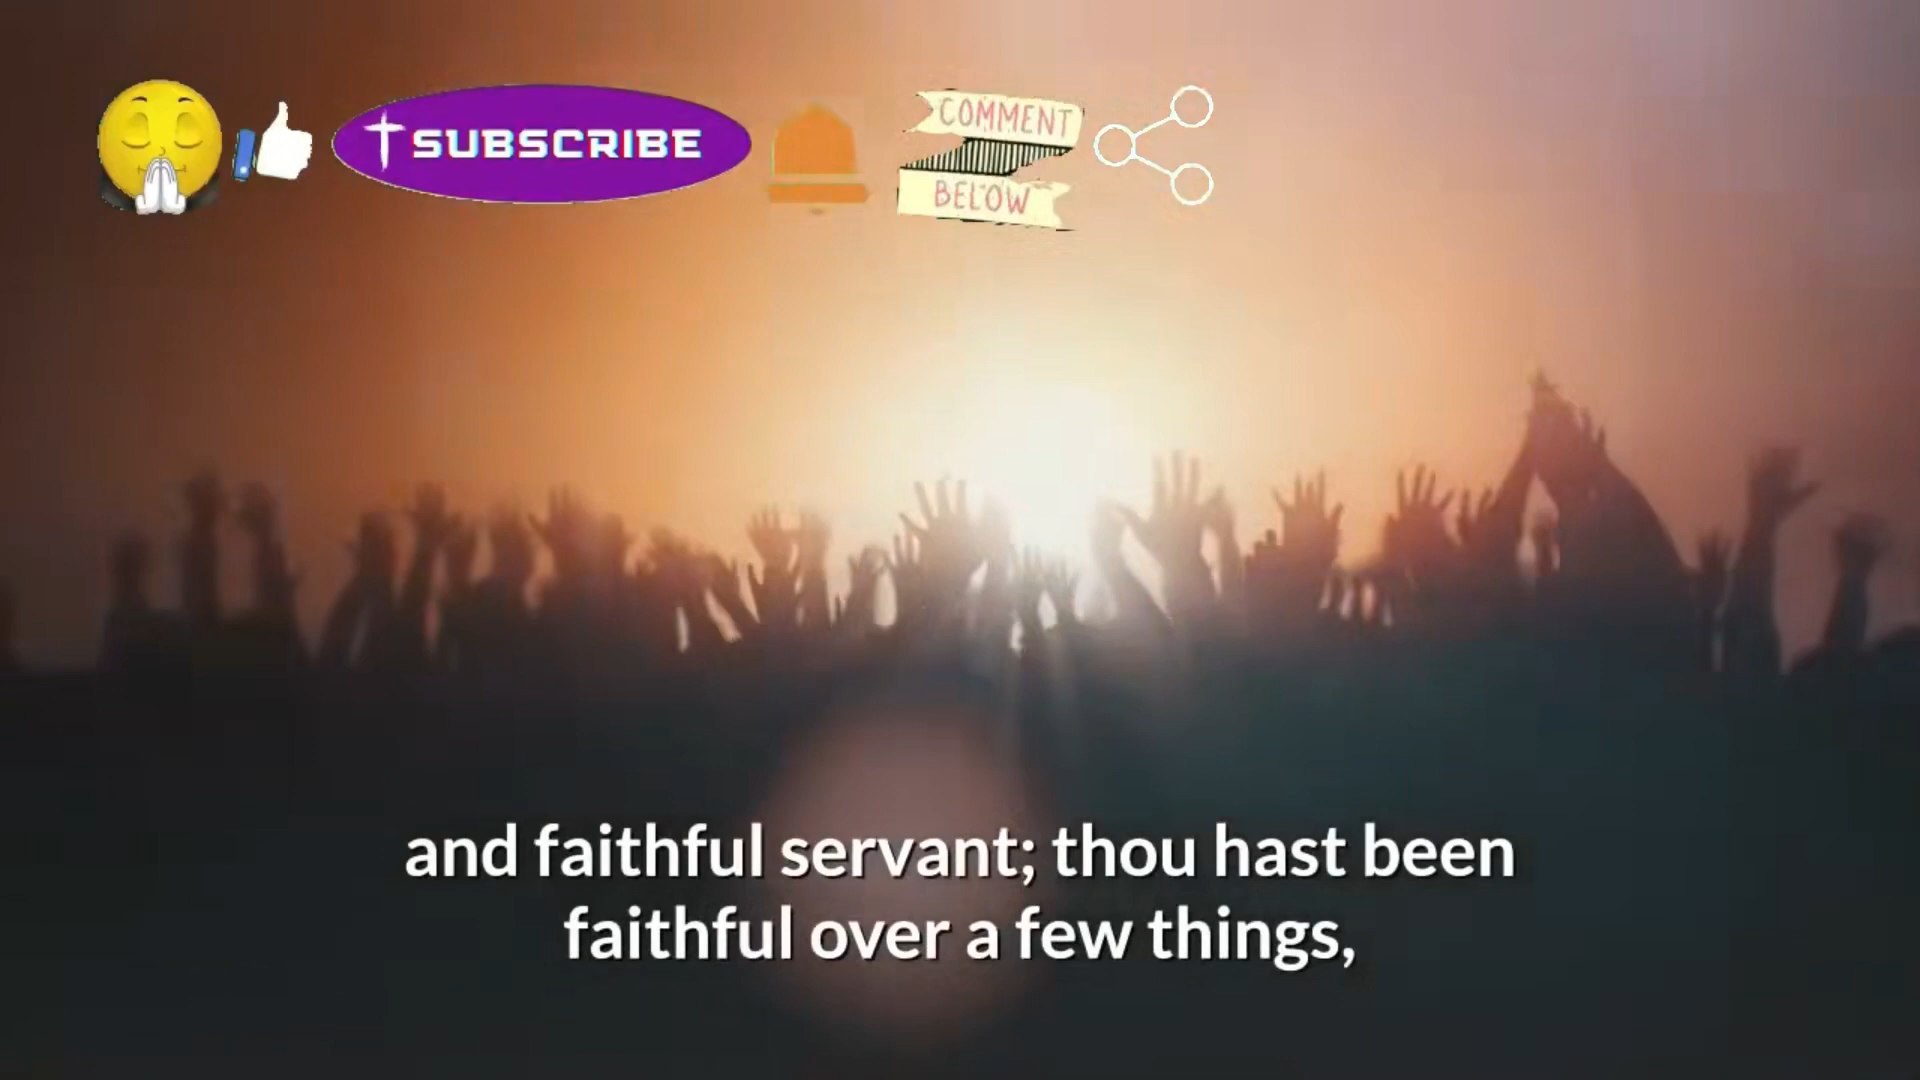 SUBSCRIBE
COMMENT
BELOW
and faithful servant; thou hast been
faithful over a few things,